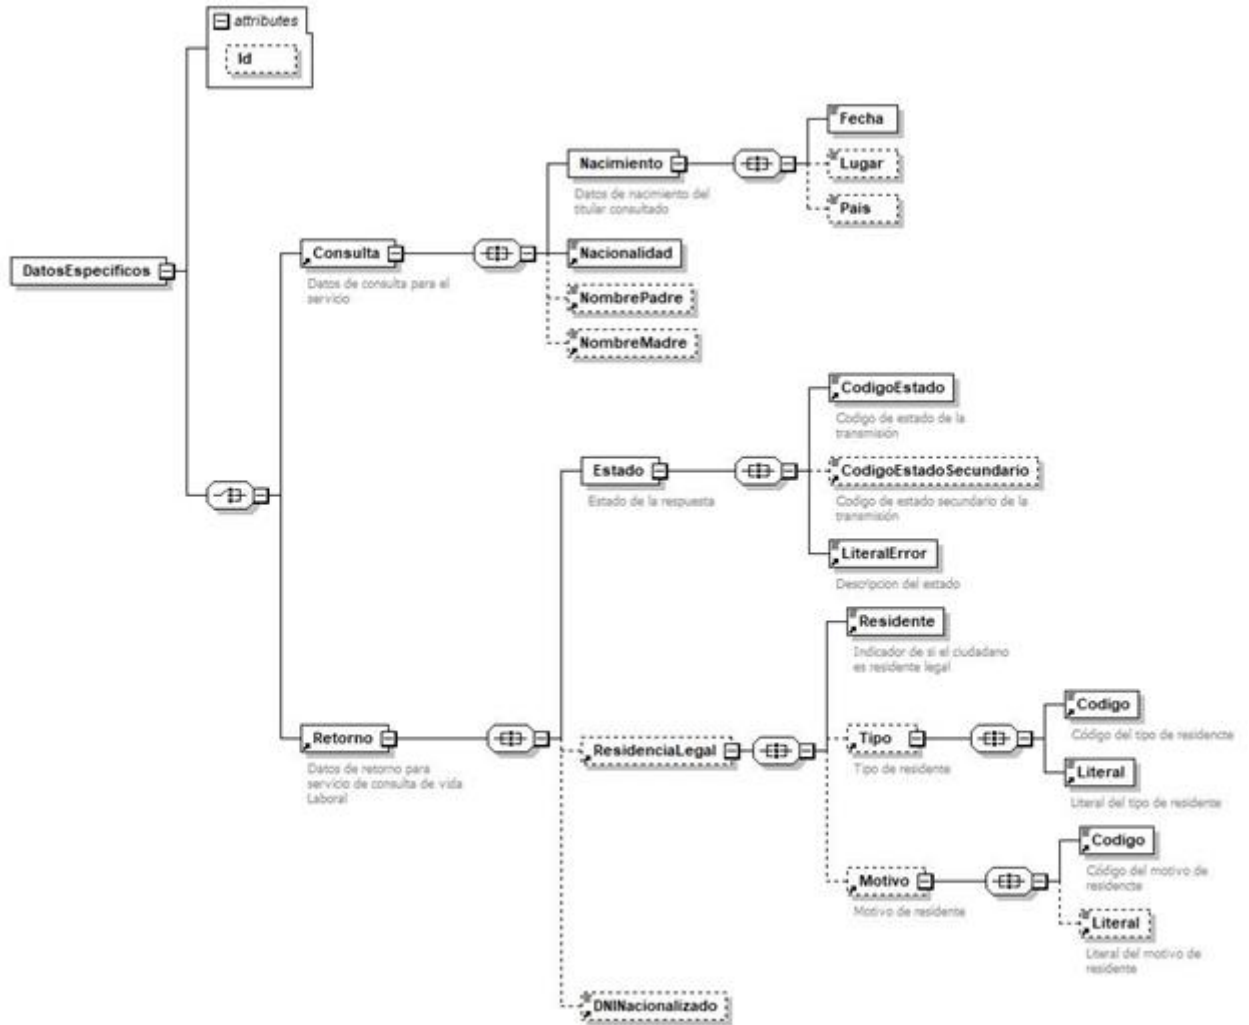 attributes
Id
Fecha
Nacimiento
Lugar
Datos de nacimiento del
titular consultado
Pais
Consulta
Nacionalidad
DatosEspecificos
Datos de consulta para el
servicio
NombrePadre
NombreMadre
CodigoEstado
Codigo de estado de la
transmisión
Estado
CodigoEstadoSecundario
Estado de la respuesta
Codigo de estado secundario de la
transmisión
LiteralError
Descripcion del estado
Residente
Indicador de si el ciudadano
es residente legal
Codigo
Código del tipo de residencte
Retorno
ResidenciaLegal
Tipo
Datos de retorno para
servicio de consulta de vida
Laboral
Tipo de residente
Literal
Literal del tipo de residente
Codigo
Código del motivo de
residencte
Motivo
Motivo de residente
Literal
Literal del motivo de
residente
DNINacionalizado